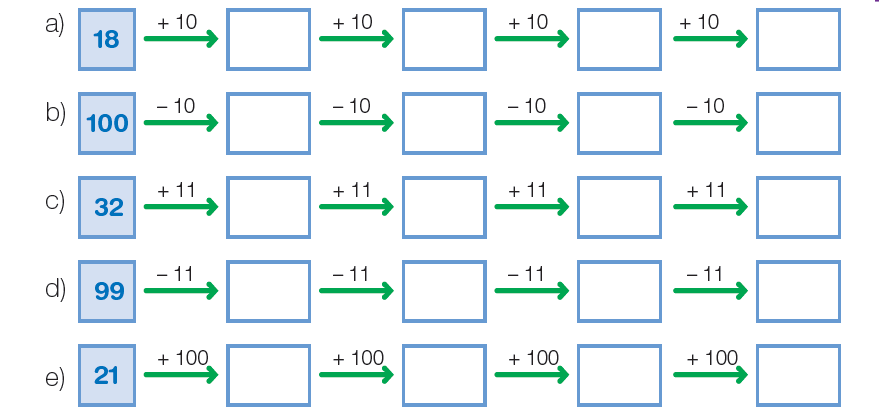 a) 18 + 10 + 10 + 10 + 10
b) 100 – 10 – 10 – 10 – 10
c) 32 + 11 + 11 + 11 + 11
d) 99 – 11 – 11 – 11 – 11
e) 21 + 100 + 100 + 100 + 100